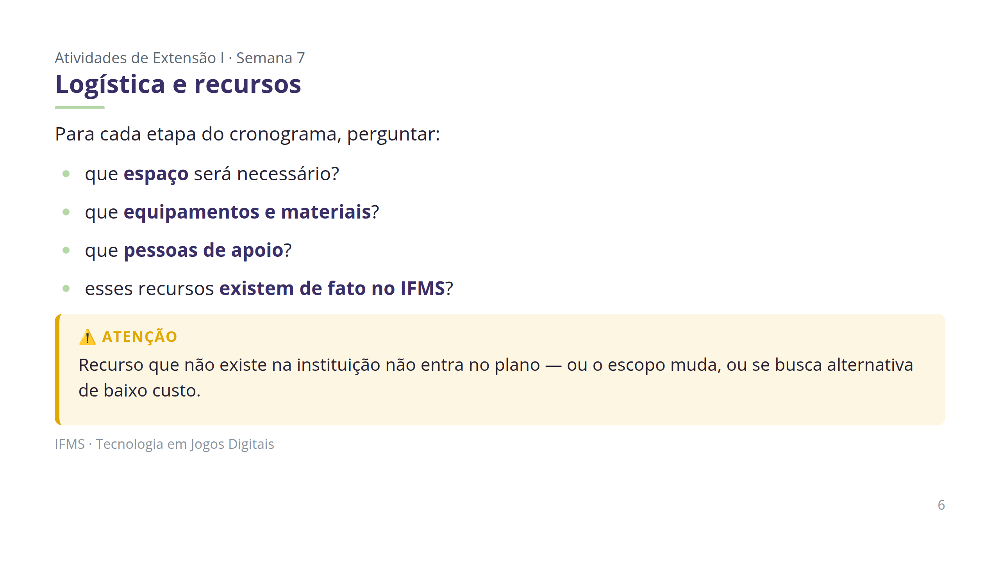 Atividades de Extensão I · Semana 7
Logística e recursos
Para cada etapa do cronograma, perguntar:
que espaço será necessário?
que equipamentos e materiais?
que pessoas de apoio?
esses recursos existem de fato no IFMS?
⚠️ ATENÇÃO
Recurso que não existe na instituição não entra no plano — ou o escopo muda, ou se busca alternativa
de baixo custo.
IFMS · Tecnologia em Jogos Digitais
6